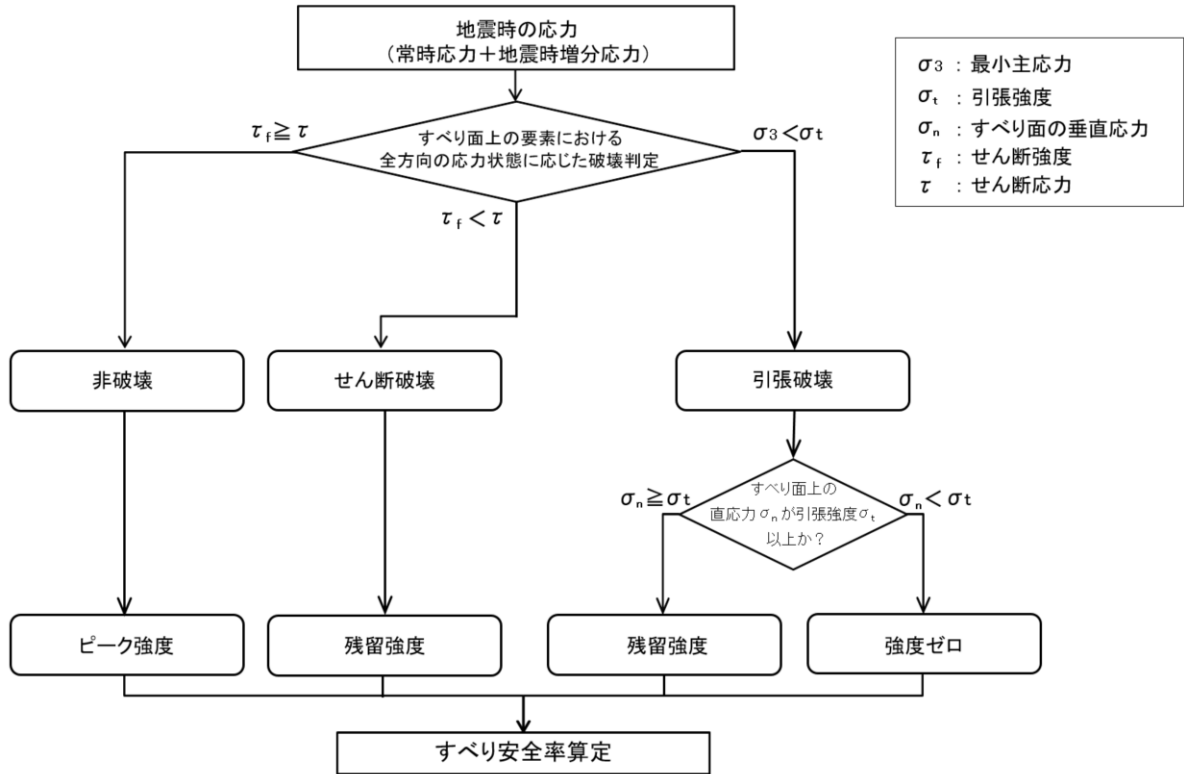 地震時の応力
（常時応力＋地震時増分応力）
σ3 : 最小主応力
σt : 引張強度
σn : すべり面の垂直応力
τf : せん断強度
τ : せん断応力
τf≧τ
すべり面上の要素における
全方向の応力状態に応じた破壊判定
σ3＜σt
τf＜τ
非破壊
せん断破壊
引張破壊
σn≧σt
すべり面上の
直応力σnが引張強度σt
以上か？
σn＜σt
ピーク強度
残留強度
残留強度
強度ゼロ
すべり安全率算定